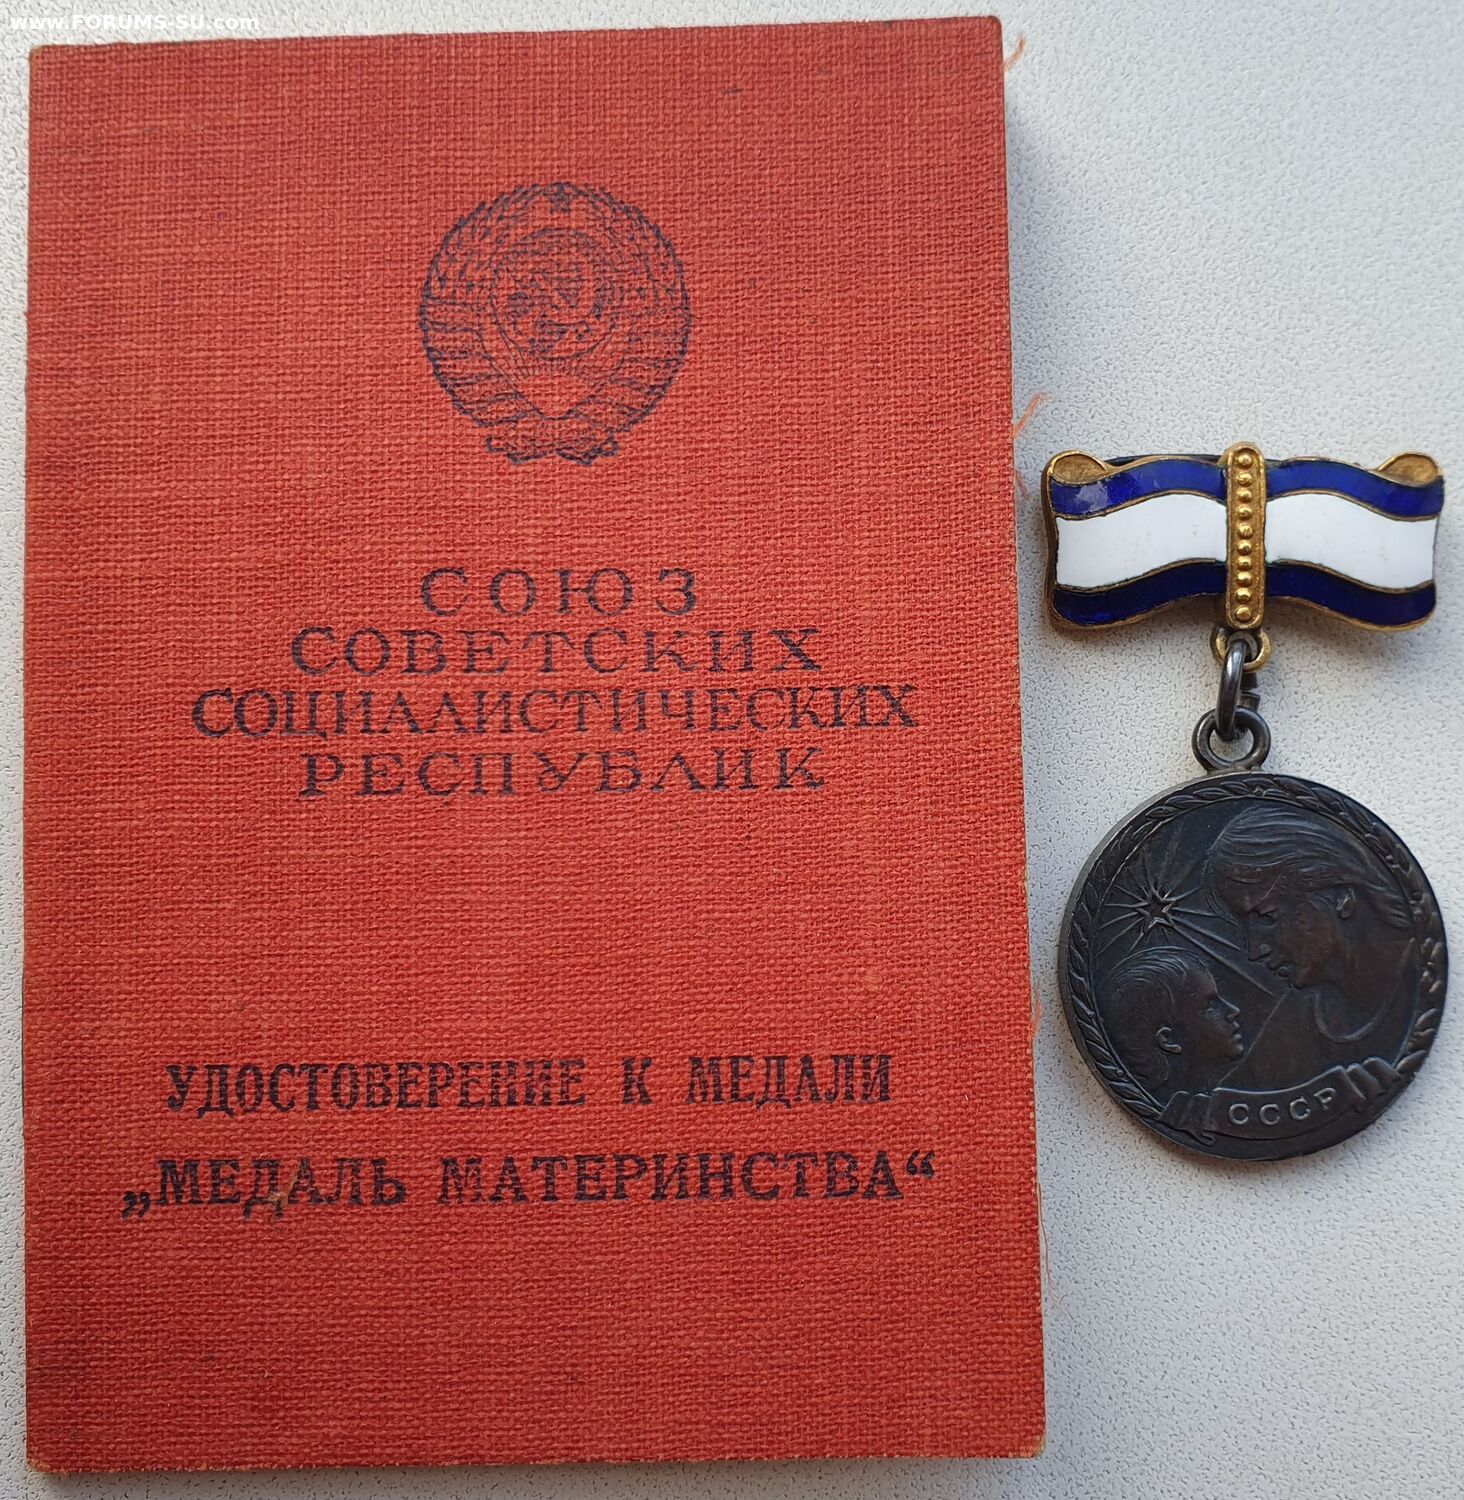 www.FORUMS-SU.com
СОЮЗ
СОВЕТСКИХ
СОЦИАЛИСТИЧЕСКИХ
РЕСПУБЛИК
УДОСТОВЕРЕНИЕ К МЕДАЛИ
„МЕДАЛЬ МАТЕРИНСТВА“
СССР